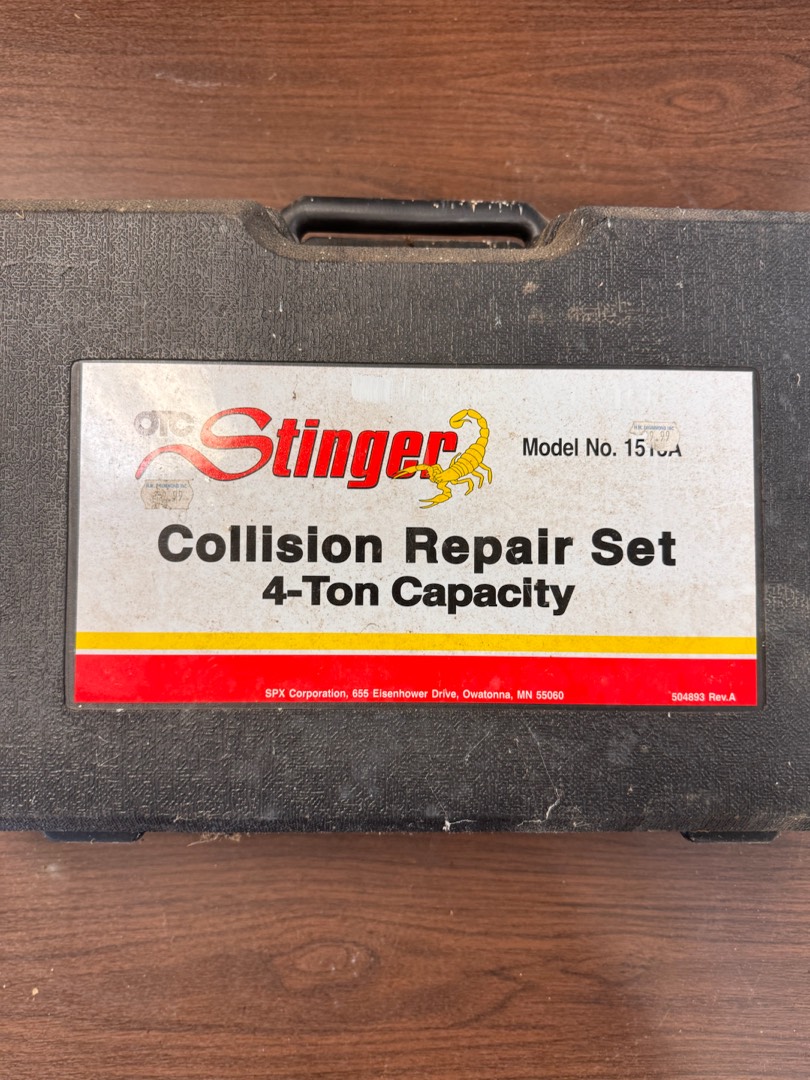 OTC
Stinger
Model No.
Collision Repair Set
4-Ton Capacity
SPX Corporation, 655 Eisenhower Drive, Owatonna, MN 55060
504893 Rev.A